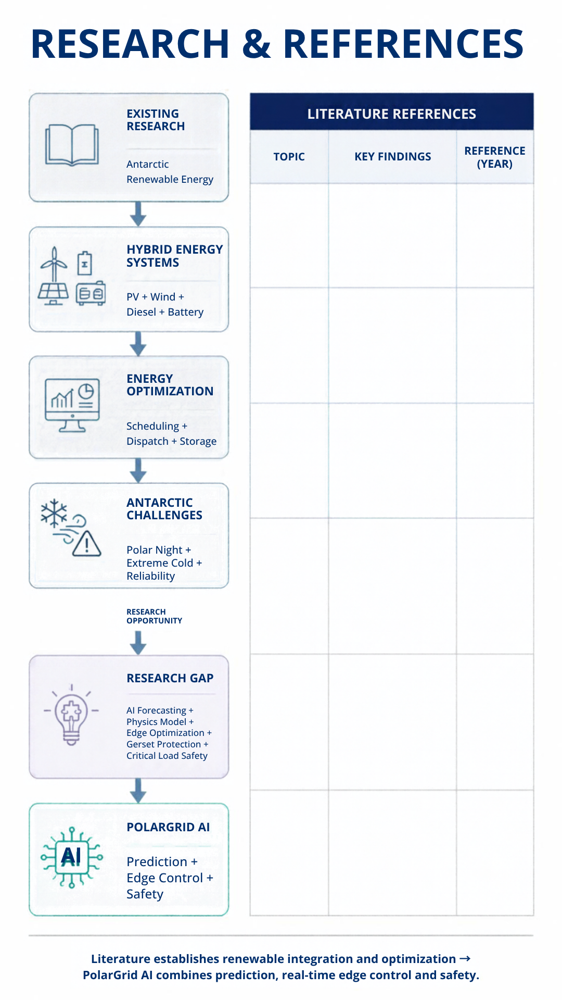 RESEARCH & REFERENCES
EXISTING
RESEARCH
Antarctic
Renewable Energy
HYBRID ENERGY
SYSTEMS
PV + Wind +
Diesel + Battery
ENERGY
OPTIMIZATION
Scheduling +
Dispatch + Storage
ANTARCTIC
CHALLENGES
Polar Night +
Extreme Cold +
Reliability
RESEARCH
OPPORTUNITY
RESEARCH GAP
AI Forecasting +
Physics Model +
Edge Optimization +
Gerset Protection +
Critical Load Safety
AI
POLARGRID AI
Prediction +
Edge Control +
Safety
LITERATURE REFERENCES
TOPIC
KEY FINDINGS
REFERENCE
(YEAR)
Literature establishes renewable integration and optimization →
PolarGrid AI combines prediction, real-time edge control and safety.